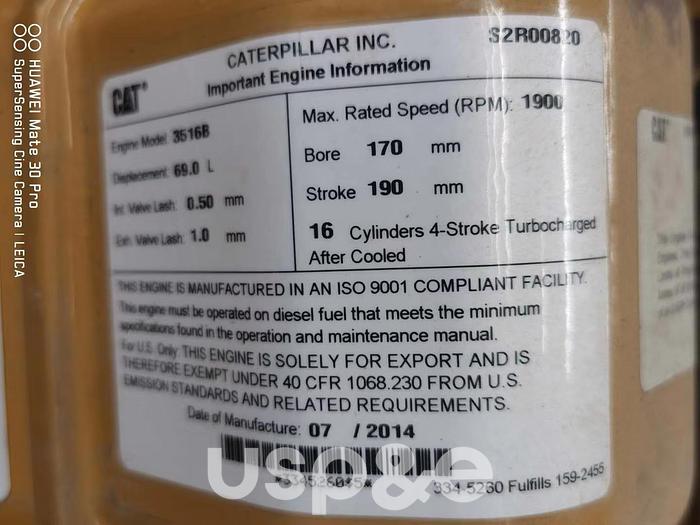 CATERPILLAR INC.
S2R00820
Important Engine Information
CAT
Engine Model 3516B
Displacement: 69.0 L
Int. Valve Lash: 0.50 mm
Exh. Valve Lash: 1.0 mm
Max. Rated Speed (RPM): 1900
Bore 170 mm
Stroke 190 mm
16 Cylinders 4-Stroke Turbocharged
After Cooled
THIS ENGINE IS MANUFACTURED IN AN ISO 9001 COMPLIANT FACILITY.
This engine must be operated on diesel fuel that meets the minimum
specifications found in the operation and maintenance manual.
For U.S. Only: THIS ENGINE IS SOLELY FOR EXPORT AND IS
THEREFORE EXEMPT UNDER 40 CFR 1068.230 FROM U.S.
EMISSION STANDARDS AND RELATED REQUIREMENTS.
Date of Manufacture: 07 / 2014
334-5260 Fulfills 159-2455
usp&e
CAT
HUAWEI Mate 30 Pro
SuperSensing Cine Camera | LEICA